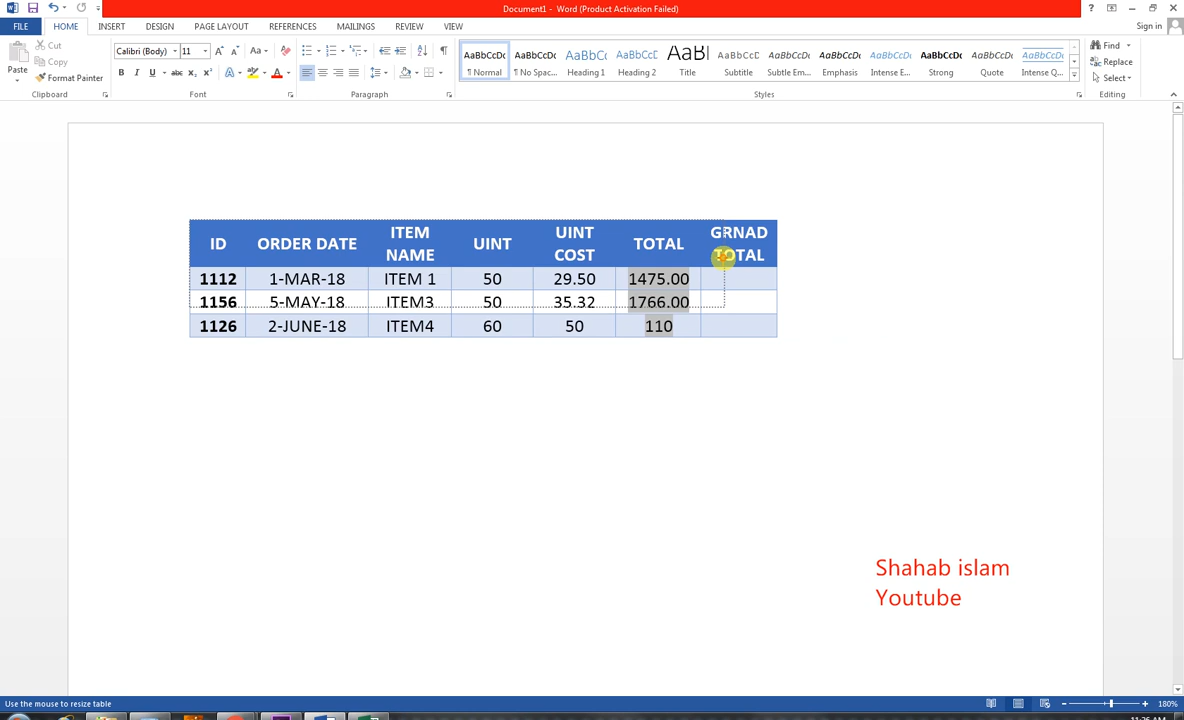 Document1 - Word (Product Activation Failed)
FILE HOME INSERT DESIGN PAGE LAYOUT REFERENCES MAILINGS REVIEW VIEW Sign in
Paste
Cut
Copy
Format Painter
Clipboard
Calibri (Body) 11
Font
Paragraph
AaBbCcDc AaBbCcDc AaBbCc AaBbCcC AaBl AaBbCcC AaBbCcDc AaBbCcDc AaBbCcDc AaBbCcDc AaBbCcDc AaBbCcDc
¶ Normal ¶ No Spac... Heading 1 Heading 2 Title Subtitle Subtle Em... Emphasis Intense E... Strong Quote Intense Q...
Styles
Find
Replace
Select
Editing
ID ORDER DATE ITEM NAME UINT UINT COST TOTAL GRNAD TOTAL
1112 1-MAR-18 ITEM 1 50 29.50 1475.00
1156 5-MAY-18 ITEM3 50 35.32 1766.00
1126 2-JUNE-18 ITEM4 60 50 110
Shahab islam
Youtube
Use the mouse to resize table
180%